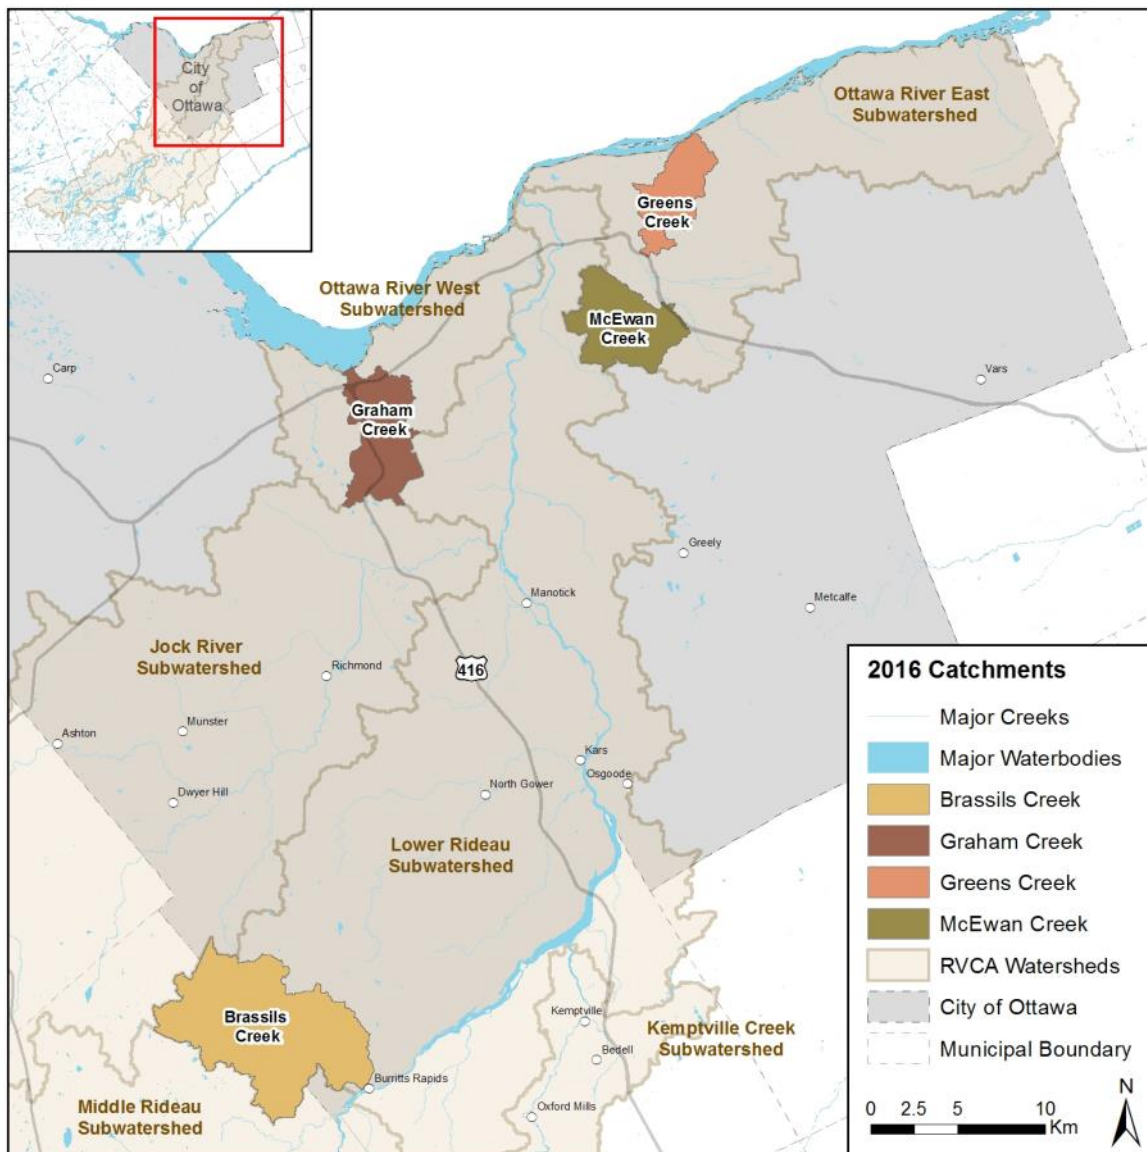 City
of
Ottawa
Ottawa River East
Subwatershed
Greens
Creek
Ottawa River West
Subwatershed
McEwan
Creek
Carp
Vars
Graham
Creek
Greely
Manotick
Metcalfe
Jock River
Subwatershed
Richmond
416
Munster
Ashton
Kars
Osgoode
North Gower
Dwyer Hill
Lower Rideau
Subwatershed
Brassils
Creek
Kemptville
Kemptville Creek
Subwatershed
Bedell
Burritts Rapids
Middle Rideau
Subwatershed
Oxford Mills
2016 Catchments
Major Creeks
Major Waterbodies
Brassils Creek
Graham Creek
Greens Creek
McEwan Creek
RVCA Watersheds
City of Ottawa
Municipal Boundary
N
0 2.5 5 10
Km